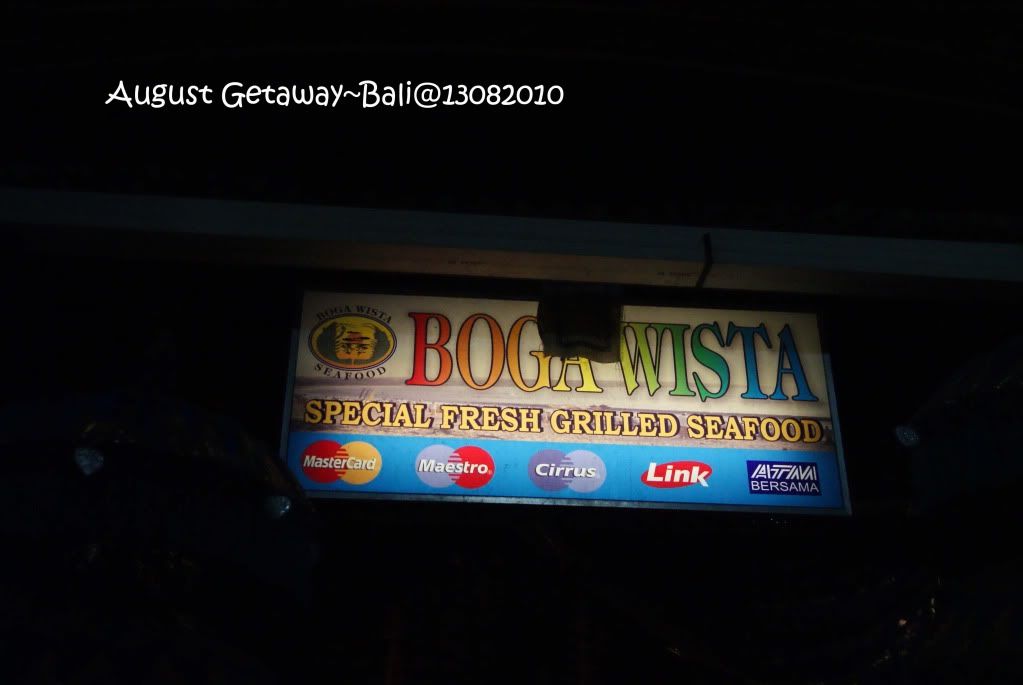 August Getaway~Bali@13082010
BOGA WISTA
SEAFOOD
BOGA WISTA
SPECIAL FRESH GRILLED SEAFOOD
MasterCard
Maestro
Cirrus
Link
ATM
BERSAMA